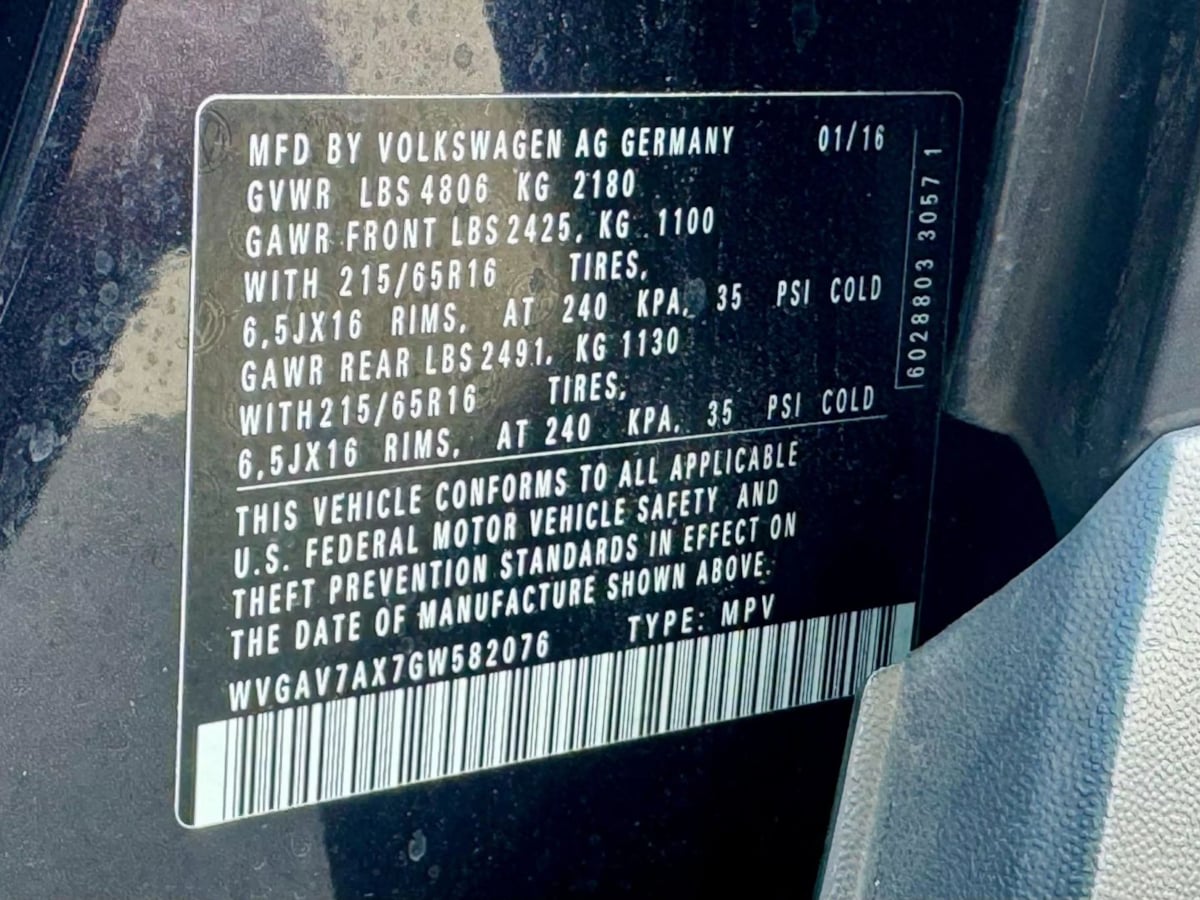 MFD BY VOLKSWAGEN AG GERMANY 01/16
GVWR LBS 4806 KG 2180
GAWR FRONT LBS 2425, KG 1100
WITH 215/65R16 TIRES,
6,5JX16 RIMS, AT 240 KPA, 35 PSI COLD
GAWR REAR LBS 2491, KG 1130
WITH 215/65R16 TIRES,
6,5JX16 RIMS, AT 240 KPA, 35 PSI COLD
THIS VEHICLE CONFORMS TO ALL APPLICABLE
U.S. FEDERAL MOTOR VEHICLE SAFETY AND
THEFT PREVENTION STANDARDS IN EFFECT ON
THE DATE OF MANUFACTURE SHOWN ABOVE.
WVGAV7AX7GW582076 TYPE: MPV
6028803 3057 1